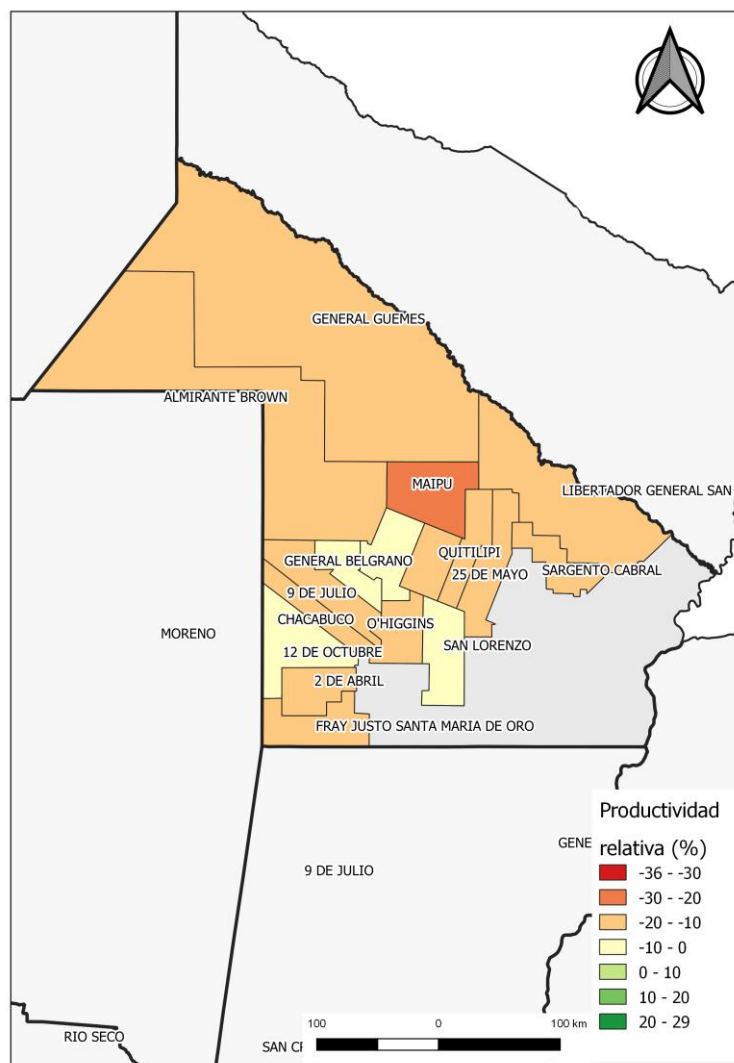 GENERAL GUEMES
ALMIRANTE BROWN
MAIPU
LIBERTADOR GENERAL SAN
QUITILIPI
GENERAL BELGRANO
25 DE MAYO
SARGENTO CABRAL
9 DE JULIO
CHACABUCO
O'HIGGINS
MORENO
SAN LORENZO
12 DE OCTUBRE
2 DE ABRIL
FRAY JUSTO SANTA MARIA DE ORO
GENE
9 DE JULIO
RIO SECO
SAN CR
Productividad
relativa (%)
-36 - -30
-30 - -20
-20 - -10
-10 - 0
0 - 10
10 - 20
20 - 29
100 0 100 km